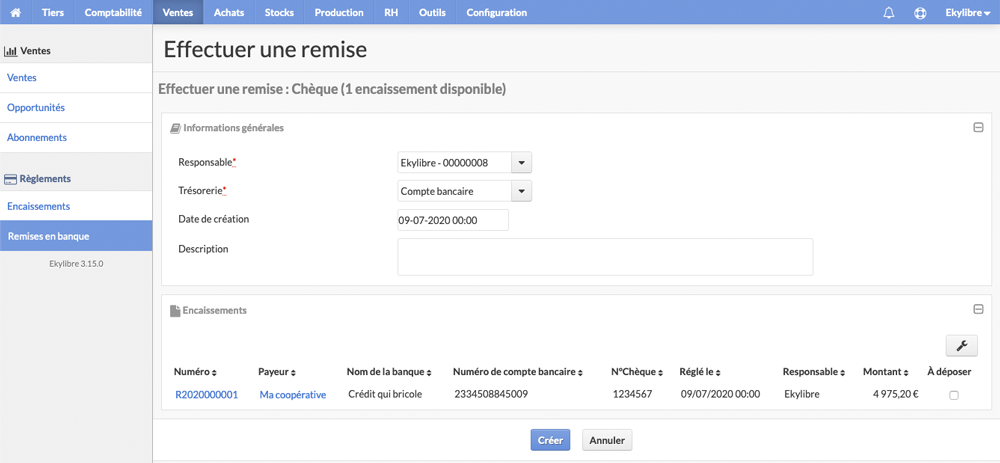 Tiers Comptabilité Ventes Achats Stocks Production RH Outils Configuration Ekylibre
Ventes
Ventes
Opportunités
Abonnements
Règlements
Encaissements
Remises en banque
Ekylibre 3.15.0
Effectuer une remise
Effectuer une remise : Chèque (1 encaissement disponible)
Informations générales
Responsable* Ekylibre - 00000008
Trésorerie* Compte bancaire
Date de création 09-07-2020 00:00
Description
Encaissements
Numéro Payeur Nom de la banque Numéro de compte bancaire N°Chèque Réglé le Responsable Montant À déposer
R2020000001 Ma coopérative Crédit qui bricole 2334508845009 1234567 09/07/2020 00:00 Ekylibre 4 975,20 €
Créer Annuler